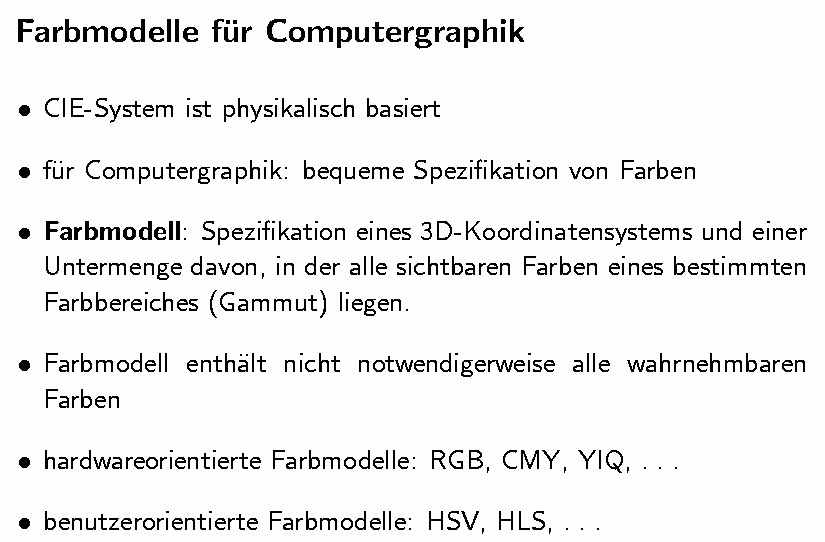 Farbmodelle für Computergraphik
• CIE-System ist physikalisch basiert
• für Computergraphik: bequeme Spezifikation von Farben
• Farbmodell: Spezifikation eines 3D-Koordinatensystems und einer
Untermenge davon, in der alle sichtbaren Farben eines bestimmten
Farbbereiches (Gammut) liegen.
• Farbmodell enthält nicht notwendigerweise alle wahrnehmbaren
Farben
• hardwareorientierte Farbmodelle: RGB, CMY, YIQ, . . .
• benutzerorientierte Farbmodelle: HSV, HLS, . . .